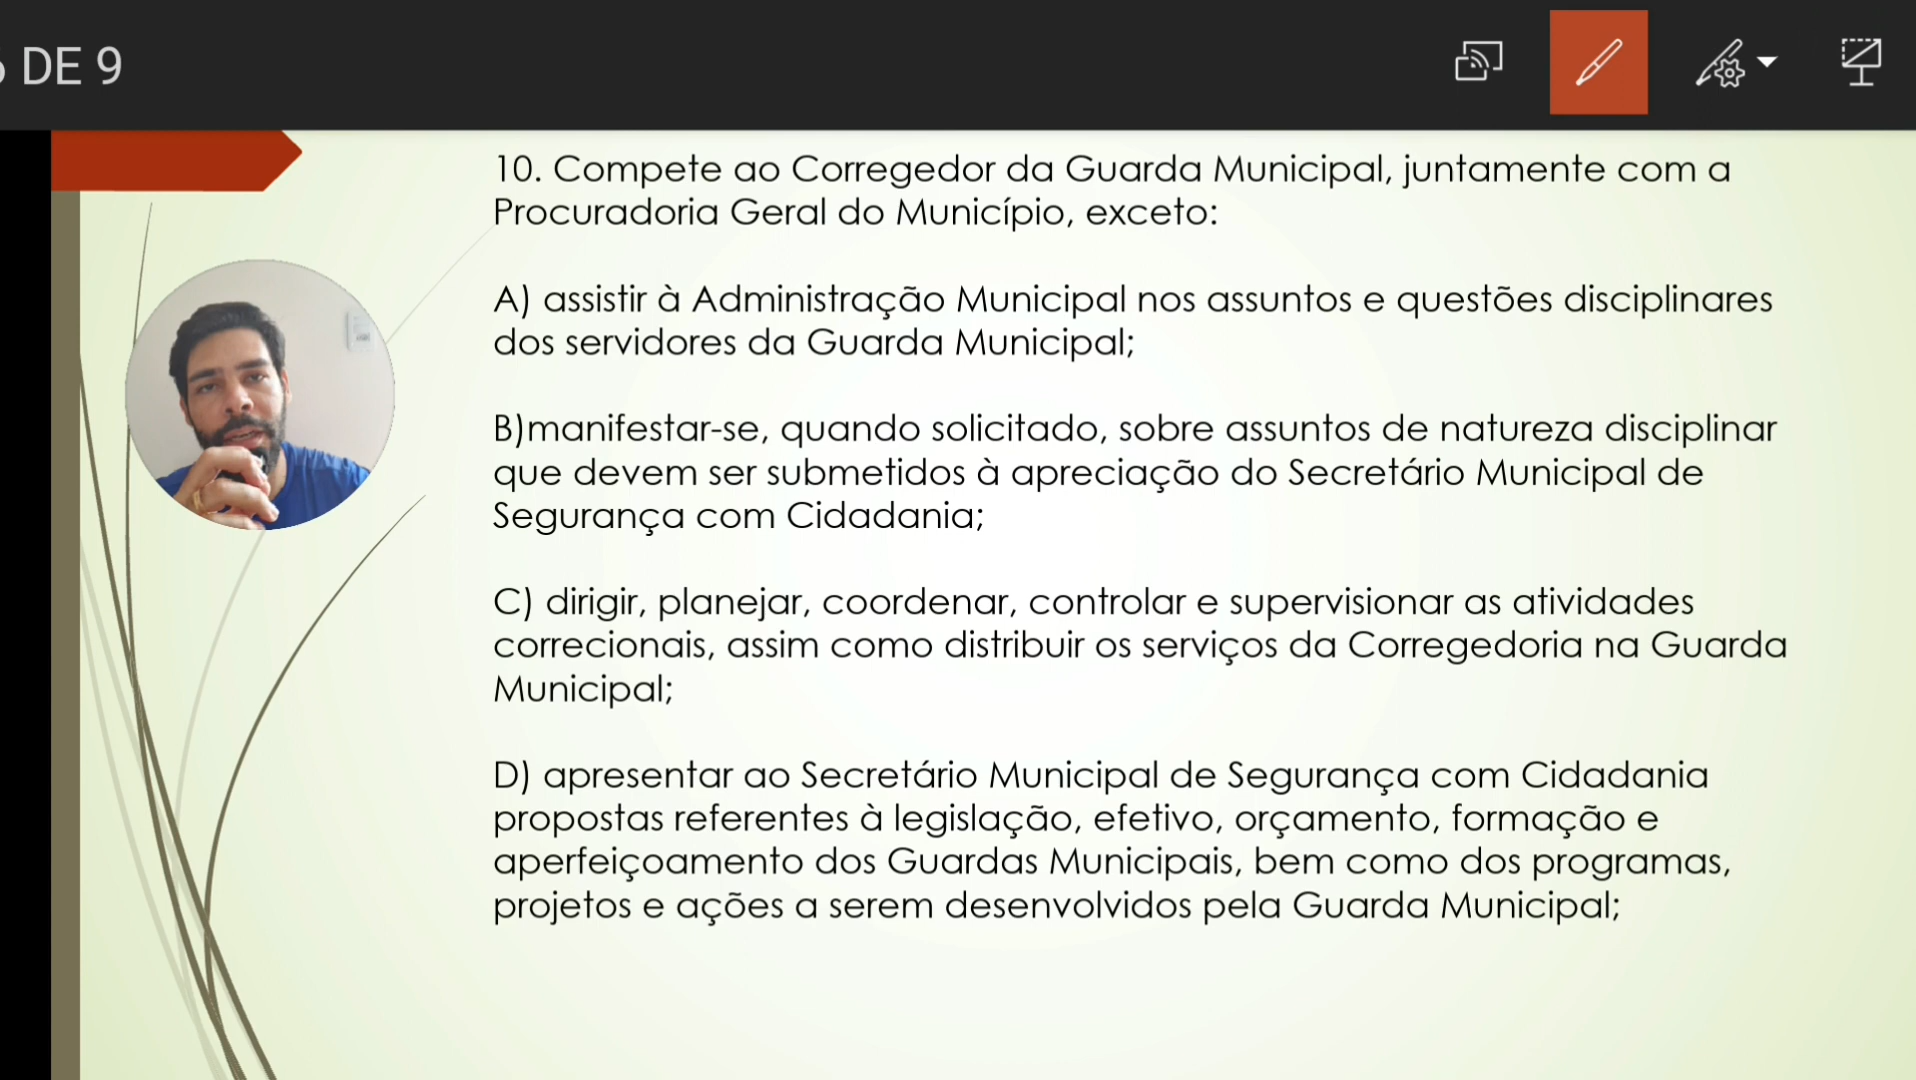 DE 9
10. Compete ao Corregedor da Guarda Municipal, juntamente com a
Procuradoria Geral do Município, exceto:
A) assistir à Administração Municipal nos assuntos e questões disciplinares
dos servidores da Guarda Municipal;
B)manifestar-se, quando solicitado, sobre assuntos de natureza disciplinar
que devem ser submetidos à apreciação do Secretário Municipal de
Segurança com Cidadania;
C) dirigir, planejar, coordenar, controlar e supervisionar as atividades
correcionais, assim como distribuir os serviços da Corregedoria na Guarda
Municipal;
D) apresentar ao Secretário Municipal de Segurança com Cidadania
propostas referentes à legislação, efetivo, orçamento, formação e
aperfeiçoamento dos Guardas Municipais, bem como dos programas,
projetos e ações a serem desenvolvidos pela Guarda Municipal;